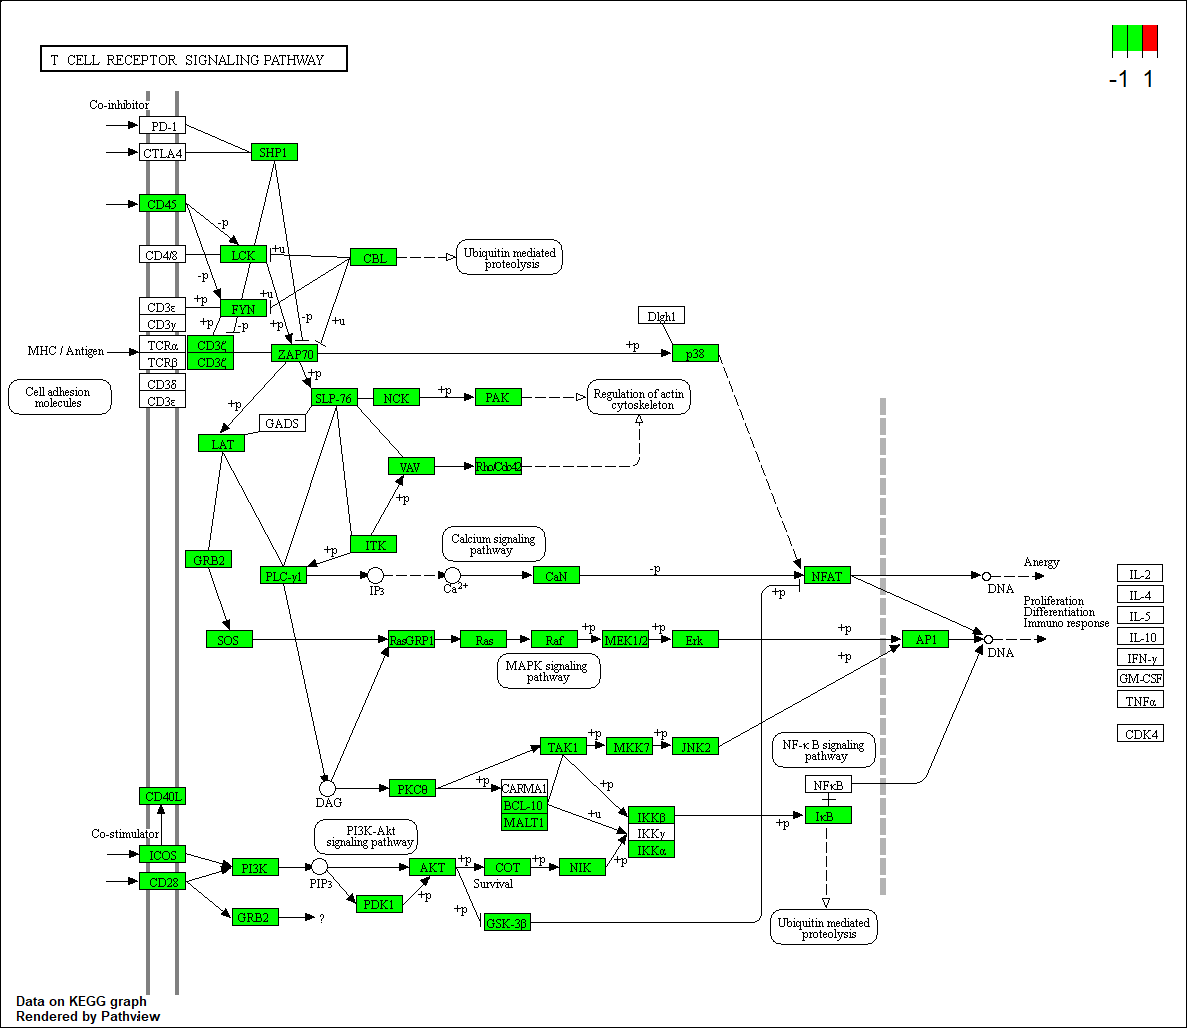 T CELL RECEPTOR SIGNALING PATHWAY
-1 1
Co-inhibitor
PD-1
CTLA4
SHP1
CD45
-p
CD4/8
LCK
+u
CBL
Ubiquitin mediated
proteolysis
-p
+p
+u
CD3ε
FYN
CD3γ
+p
-p
+p
-p
+u
Dlgh1
MHC / Antigen
TCRα
CD3ζ
ZAP70
+p
p38
TCRβ
CD3ζ
+p
CD3δ
CD3ε
Cell adhesion
molecules
+p
SLP-76
NCK
+p
PAK
Regulation of actin
cytoskeleton
GADS
LAT
VAV
Rho/Cdc42
+p
ITK
+p
Calcium signaling
pathway
GRB2
PLC-γ1
IP3
Ca2+
CaN
-p
NFAT
+p
DNA
Anergy
Proliferation
Differentiation
Immuno response
SOS
RasGRP1
Ras
Raf
+p
MEK1/2
+p
Erk
+p
AP1
DNA
+p
MAPK signaling
pathway
IL-2
IL-4
IL-5
IL-10
IFN-γ
GM-CSF
TNFα
CDK4
TAK1
+p
MKK7
+p
JNK2
NF-κB signaling
pathway
DAG
PKCθ
+p
CARMA1
BCL-10
MALT1
+p
+u
IKKβ
IKKγ
IKKα
+p
NFκB
IκB
CD40L
Co-stimulator
PI3K-Akt
signaling pathway
ICOS
CD28
PI3K
PIP3
AKT
+p
COT
+p
NIK
+p
Survival
PDK1
+p
+p
GRB2
?
GSK-3β
Ubiquitin mediated
proteolysis
Data on KEGG graph
Rendered by Pathview